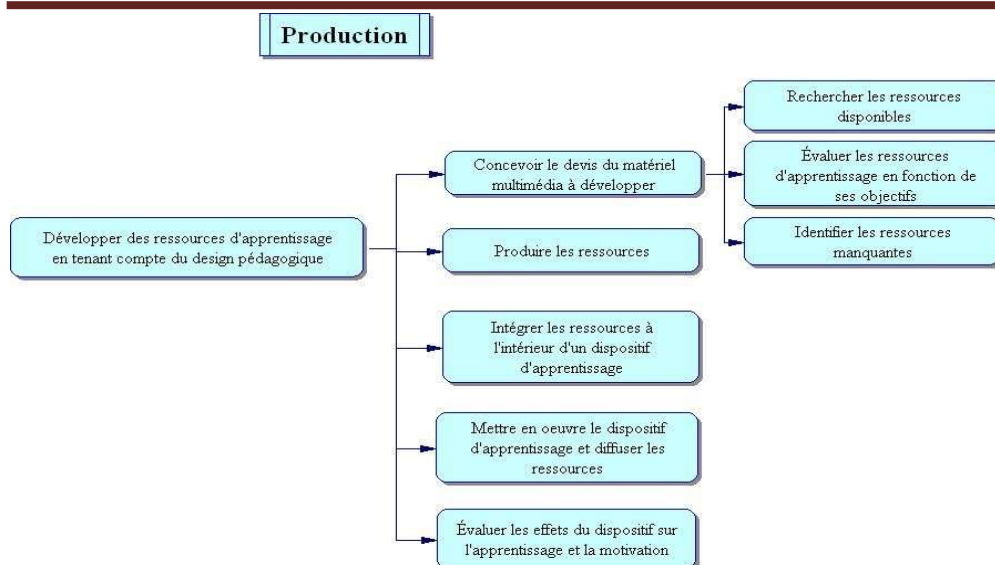 Production
Rechercher les ressources
disponibles
Concevoir le devis du matériel
multimédia à développer
Évaluer les ressources
d'apprentissage en fonction de
ses objectifs
Identifier les ressources
manquantes
Développer des ressources d'apprentissage
en tenant compte du design pédagogique
Produire les ressources
Intégrer les ressources à
l'intérieur d'un dispositif
d'apprentissage
Mettre en oeuvre le dispositif
d'apprentissage et diffuser les
ressources
Évaluer les effets du dispositif sur
l'apprentissage et la motivation